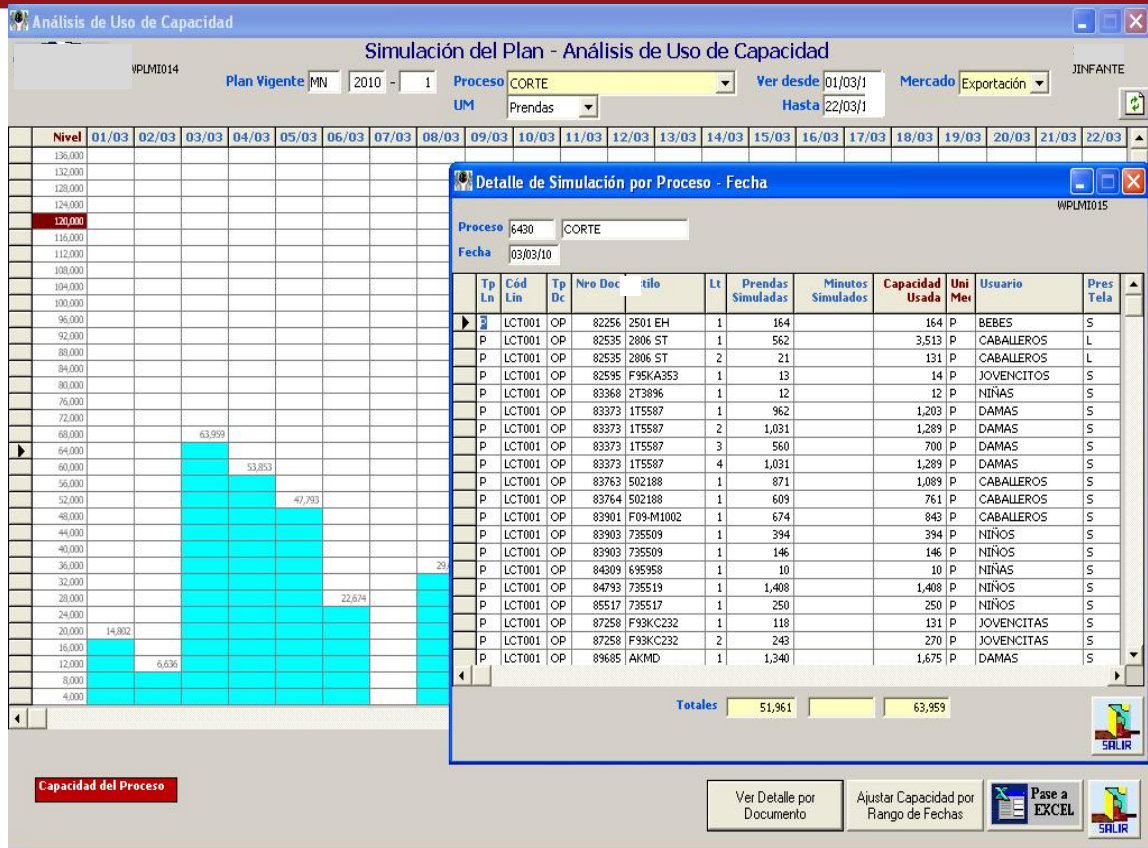 Análisis de Uso de Capacidad
Simulación del Plan - Análisis de Uso de Capacidad
WPLMI014
JINFANTE
Plan Vigente MN 2010 - 1 Proceso CORTE Ver desde 01/03/1 Mercado Exportación
UM Prendas Hasta 22/03/1
Nivel 01/03 02/03 03/03 04/03 05/03 06/03 07/03 08/03 09/03 10/03 11/03 12/03 13/03 14/03 15/03 16/03 17/03 18/03 19/03 20/03 21/03 22/03
136,000
132,000
128,000
124,000
120,000
116,000
112,000
108,000
104,000
100,000
96,000
92,000
88,000
84,000
80,000
76,000
72,000
68,000 63,959
64,000
60,000 53,853
56,000
52,000 47,793
48,000
44,000
40,000
36,000 29,
32,000
28,000 22,674
24,000
20,000 14,802
16,000
12,000 6,636
8,000
4,000
Detalle de Simulación por Proceso - Fecha
WPLMI015
Proceso 6430 CORTE
Fecha 03/03/10
Tp Ln Cód Lin Tp Dc Nro Doc tilo Lt Prendas Simuladas Minutos Simulados Capacidad Usada Uni Med Usuario Pres Tela
P LCT001 OP 82256 2501 EH 1 164 164 P BEBES S
P LCT001 OP 82535 2806 ST 1 562 3,513 P CABALLEROS L
P LCT001 OP 82535 2806 ST 2 21 131 P CABALLEROS L
P LCT001 OP 82595 F95KA353 1 13 14 P JOVENCITOS S
P LCT001 OP 83368 2T3896 1 12 12 P NIÑAS S
P LCT001 OP 83373 1T5587 1 962 1,203 P DAMAS S
P LCT001 OP 83373 1T5587 2 1,031 1,289 P DAMAS S
P LCT001 OP 83373 1T5587 3 560 700 P DAMAS S
P LCT001 OP 83373 1T5587 4 1,031 1,289 P DAMAS S
P LCT001 OP 83763 502188 1 871 1,089 P CABALLEROS S
P LCT001 OP 83764 502188 1 609 761 P CABALLEROS S
P LCT001 OP 83901 F09-M1002 1 674 843 P CABALLEROS S
P LCT001 OP 83903 735509 1 394 394 P NIÑOS S
P LCT001 OP 83903 735509 1 146 146 P NIÑOS S
P LCT001 OP 84309 695958 1 10 10 P NIÑAS S
P LCT001 OP 84793 735519 1 1,408 1,408 P NIÑOS S
P LCT001 OP 85517 735517 1 250 250 P NIÑOS S
P LCT001 OP 87258 F93KC232 1 118 131 P JOVENCITAS S
P LCT001 OP 87258 F93KC232 2 243 270 P JOVENCITAS S
P LCT001 OP 89685 AKMD 1 1,340 1,675 P DAMAS S
Totales 51,961 63,959
SALIR
Capacidad del Proceso
Ver Detalle por Documento
Ajustar Capacidad por Rango de Fechas
Pase a EXCEL
SALIR